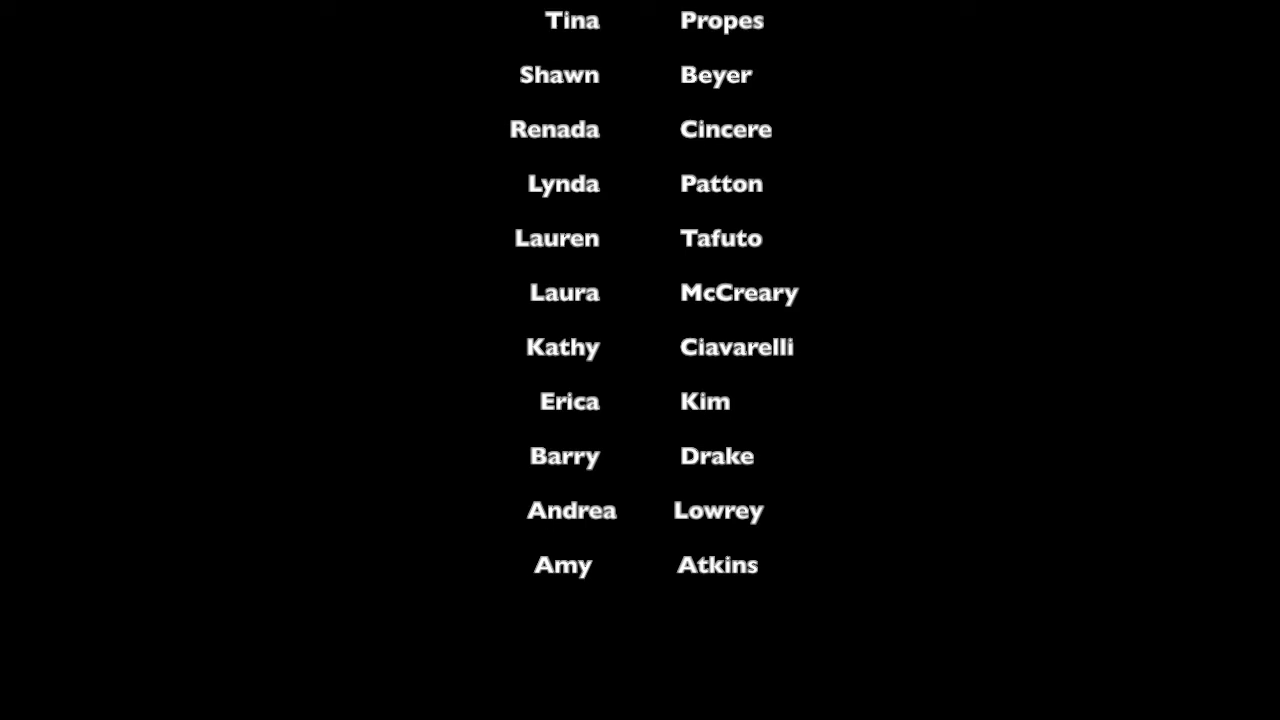 Tina Propes
Shawn Beyer
Renada Cincere
Lynda Patton
Lauren Tafuto
Laura McCreary
Kathy Ciavarelli
Erica Kim
Barry Drake
Andrea Lowrey
Amy Atkins